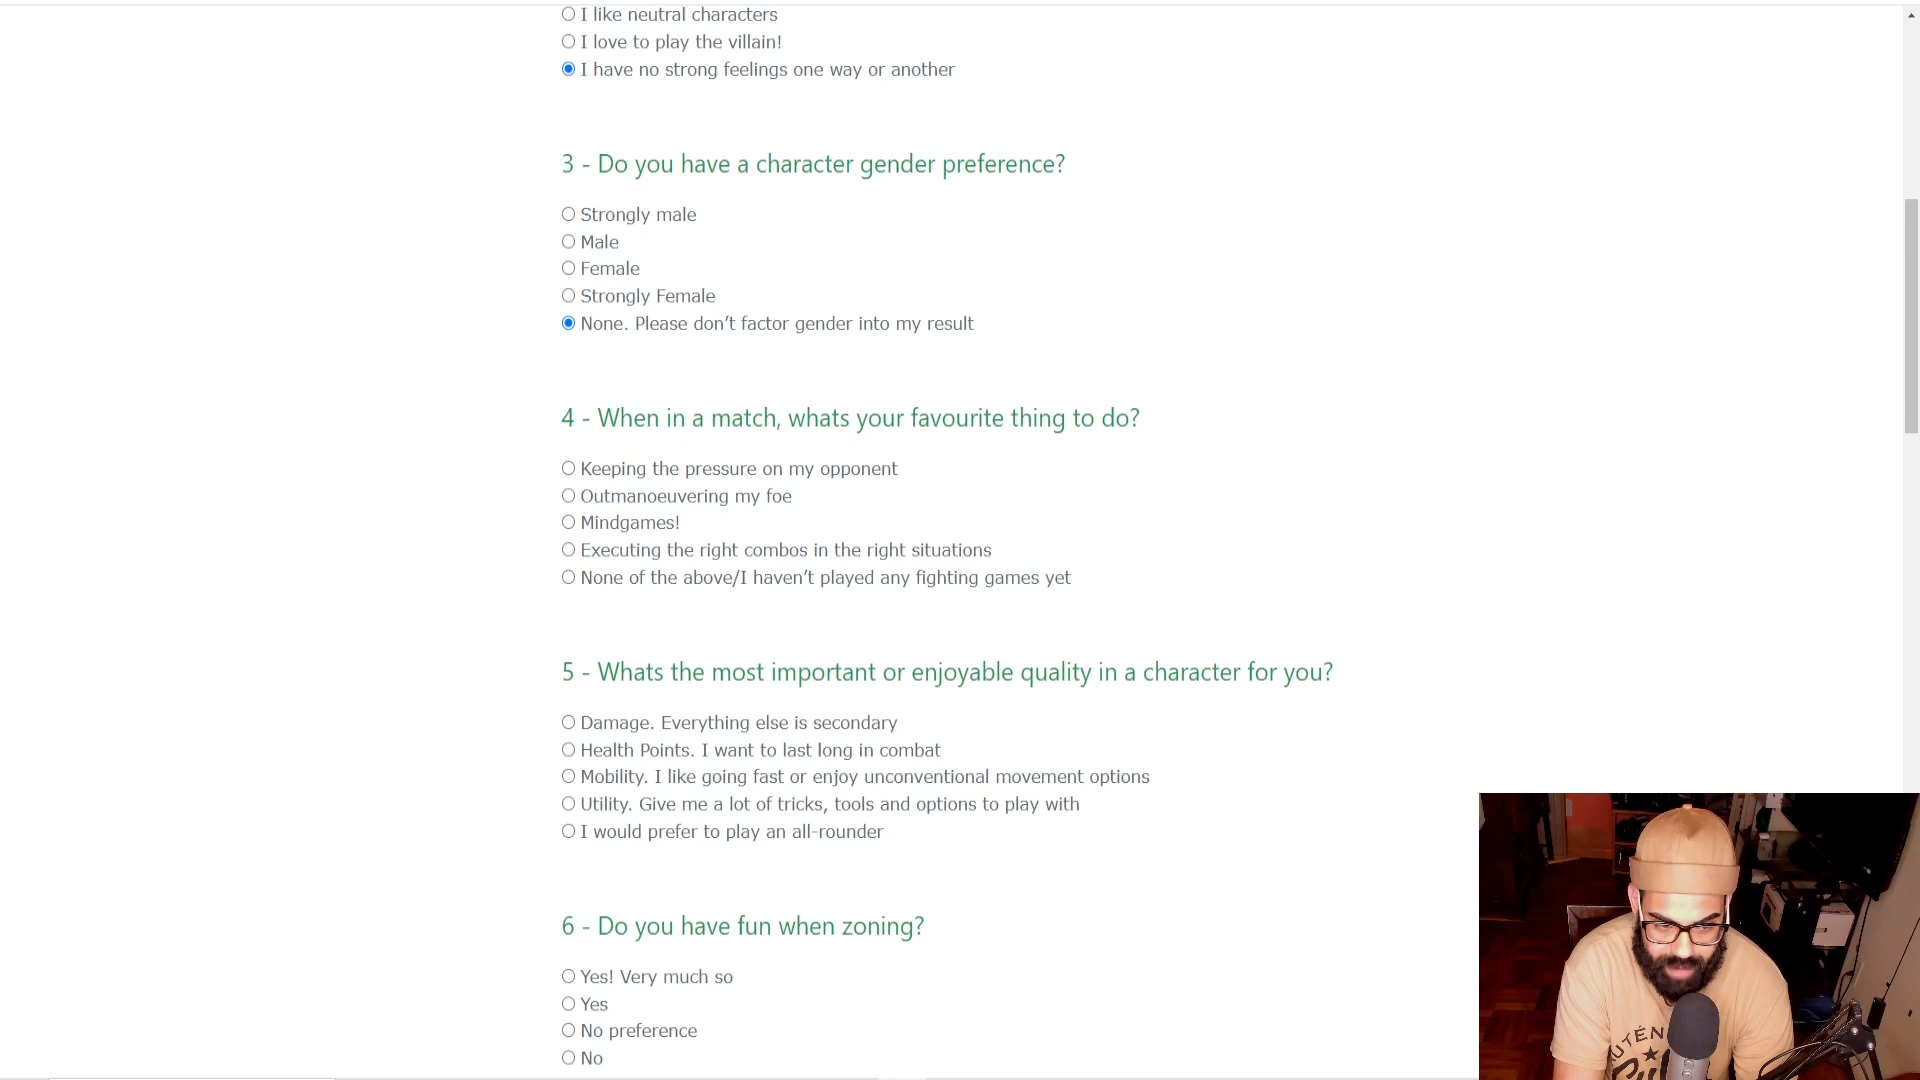 I like neutral characters
I love to play the villain!
I have no strong feelings one way or another
3 - Do you have a character gender preference?
Strongly male
Male
Female
Strongly Female
None. Please don’t factor gender into my result
4 - When in a match, whats your favourite thing to do?
Keeping the pressure on my opponent
Outmanoeuvering my foe
Mindgames!
Executing the right combos in the right situations
None of the above/I haven’t played any fighting games yet
5 - Whats the most important or enjoyable quality in a character for you?
Damage. Everything else is secondary
Health Points. I want to last long in combat
Mobility. I like going fast or enjoy unconventional movement options
Utility. Give me a lot of tricks, tools and options to play with
I would prefer to play an all-rounder
6 - Do you have fun when zoning?
Yes! Very much so
Yes
No preference
No